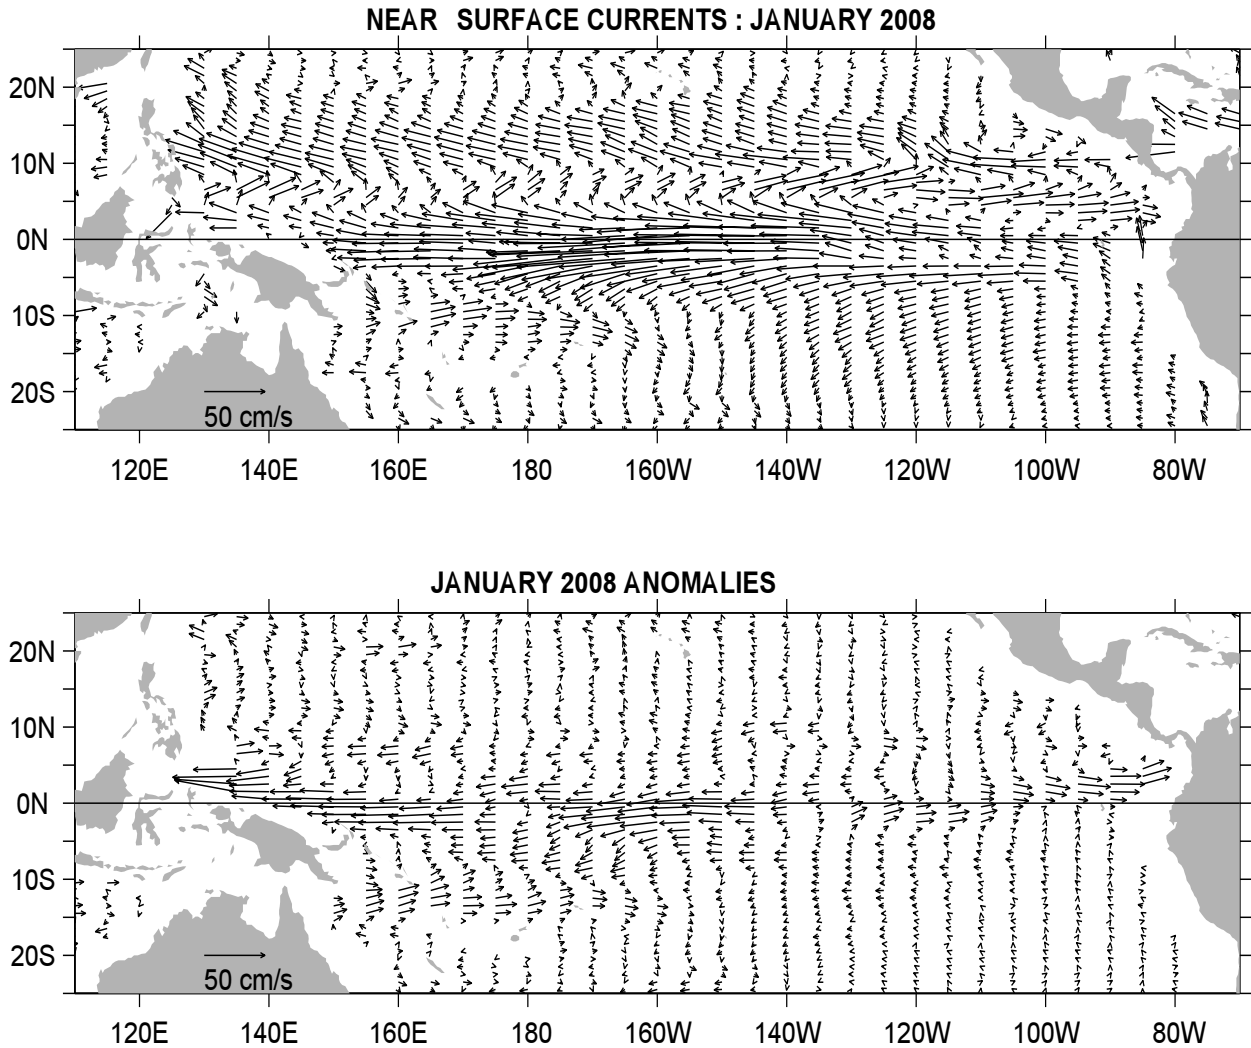 NEAR SURFACE CURRENTS : JANUARY 2008
20N
10N
0N
10S
20S
50 cm/s
120E 140E 160E 180 160W 140W 120W 100W 80W
JANUARY 2008 ANOMALIES
20N
10N
0N
10S
20S
50 cm/s
120E 140E 160E 180 160W 140W 120W 100W 80W